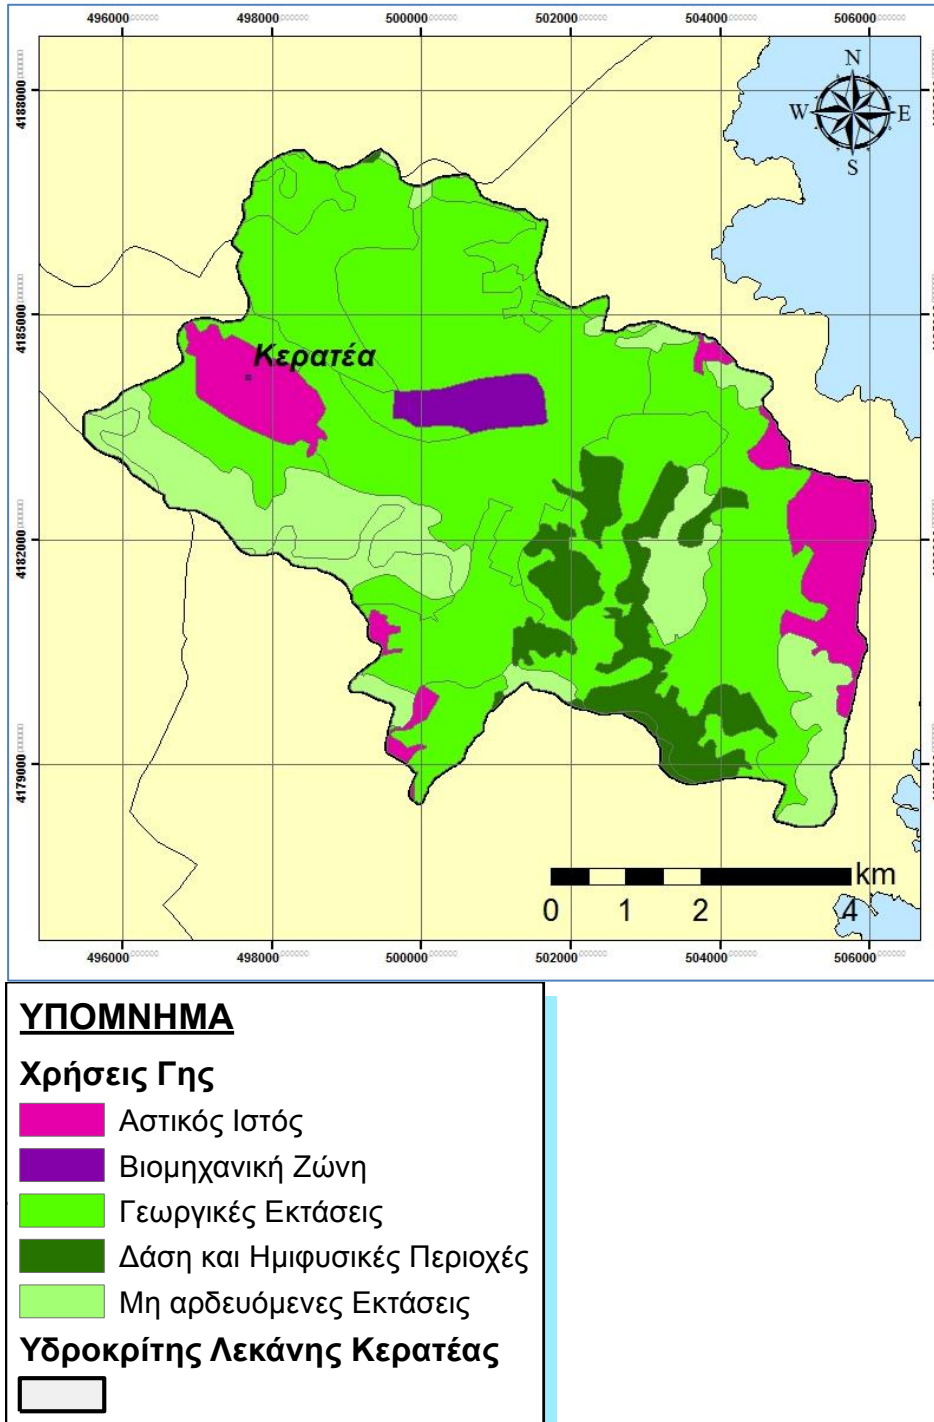 496000 498000 500000 502000 504000 506000
N
W E
S
4188000
4185000
4182000
4179000
Κερατέα
km
0 1 2 4
496000 498000 500000 502000 504000 506000
ΥΠΟΜΝΗΜΑ
Χρήσεις Γης
Αστικός Ιστός
Βιομηχανική Ζώνη
Γεωργικές Εκτάσεις
Δάση και Ημιφυσικές Περιοχές
Μη αρδευόμενες Εκτάσεις
Υδροκρίτης Λεκάνης Κερατέας